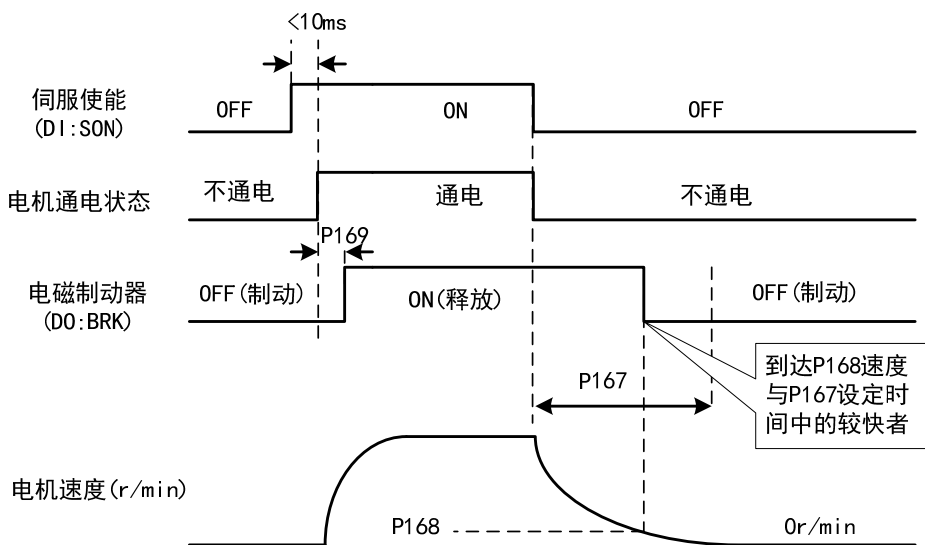 <10ms
伺服使能
(DI:SON)
OFF
ON
OFF
电机通电状态
不通电
通电
不通电
P169
电磁制动器
(DO:BRK)
OFF(制动)
ON(释放)
OFF(制动)
P167
到达P168速度
与P167设定时
间中的较快者
电机速度(r/min)
P168
0r/min